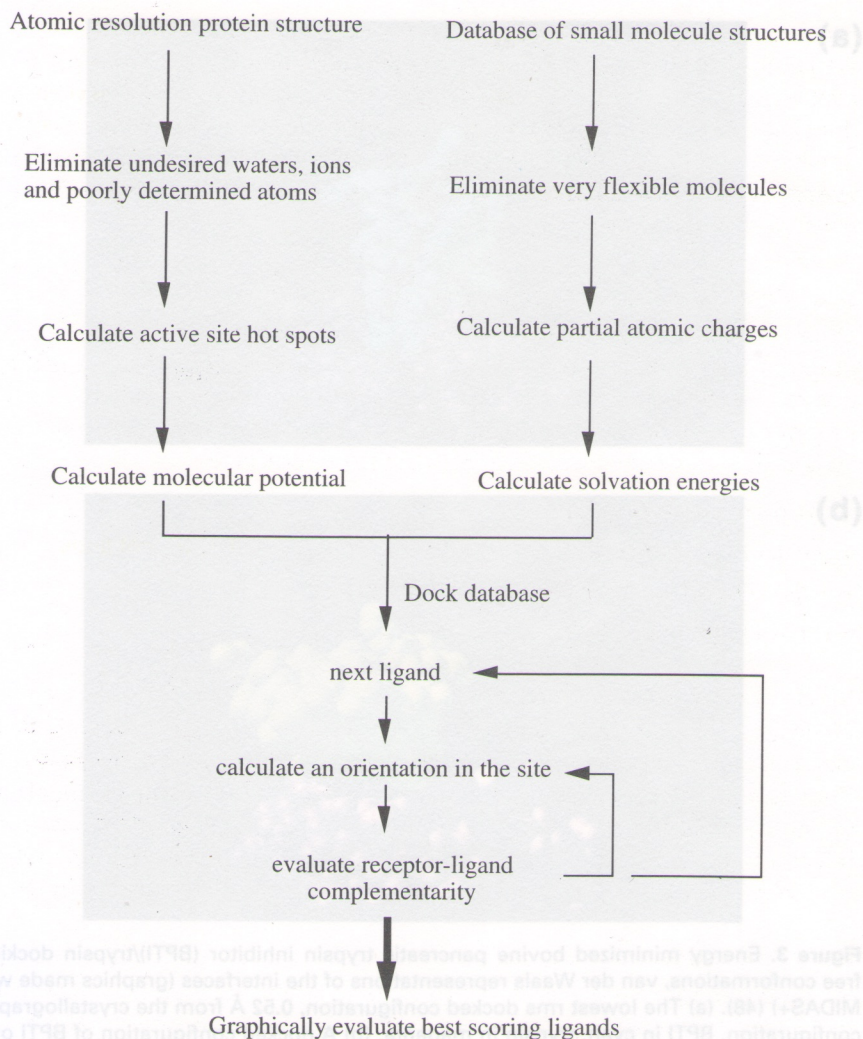 Atomic resolution protein structure
Database of small molecule structures
Eliminate undesired waters, ions
and poorly determined atoms
Eliminate very flexible molecules
Calculate active site hot spots
Calculate partial atomic charges
Calculate molecular potential
Calculate solvation energies
Dock database
next ligand
calculate an orientation in the site
evaluate receptor-ligand
complementarity
Graphically evaluate best scoring ligands
(a)
(b)
Figure 3. Energy minimized bovine pancreatic trypsin inhibitor (BPTI)/trypsin
free conformations, van der Waals representations of the interfaces (graphics made
(48). (a) The lowest rms docked configuration, 0.52 Å from the
configuration. BPTI in
configuration of BPTI